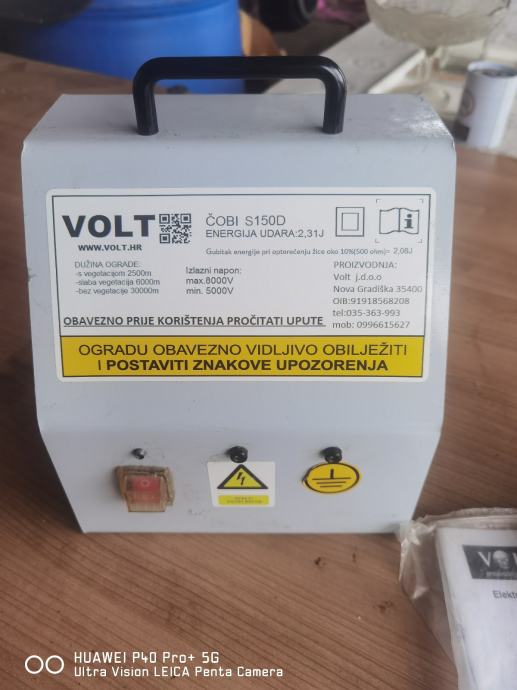 VOLT
WWW.VOLT.HR
ČOBI S150D
ENERGIJA UDARA:2,31J
Gubitak energije pri opterećenju žice oko 10%(500 ohm)= 2,08J
DUŽINA OGRADE:
-s vegetacijom 2500m
-slaba vegetacija 6000m
-bez vegetacije 30000m
Izlazni napon:
max.8000V
min. 5000V
PROIZVODNJA:
Volt j.d.o.o
Nova Gradiška 35400
OIB:91918568208
tel:035-363-993
mob: 0996615627
OBAVEZNO PRIJE KORIŠTENJA PROČITATI UPUTE
OGRADU OBAVEZNO VIDLJIVO OBILJEŽITI
I POSTAVITI ZNAKOVE UPOZORENJA
HUAWEI P40 Pro+ 5G
Ultra Vision LEICA Penta Camera